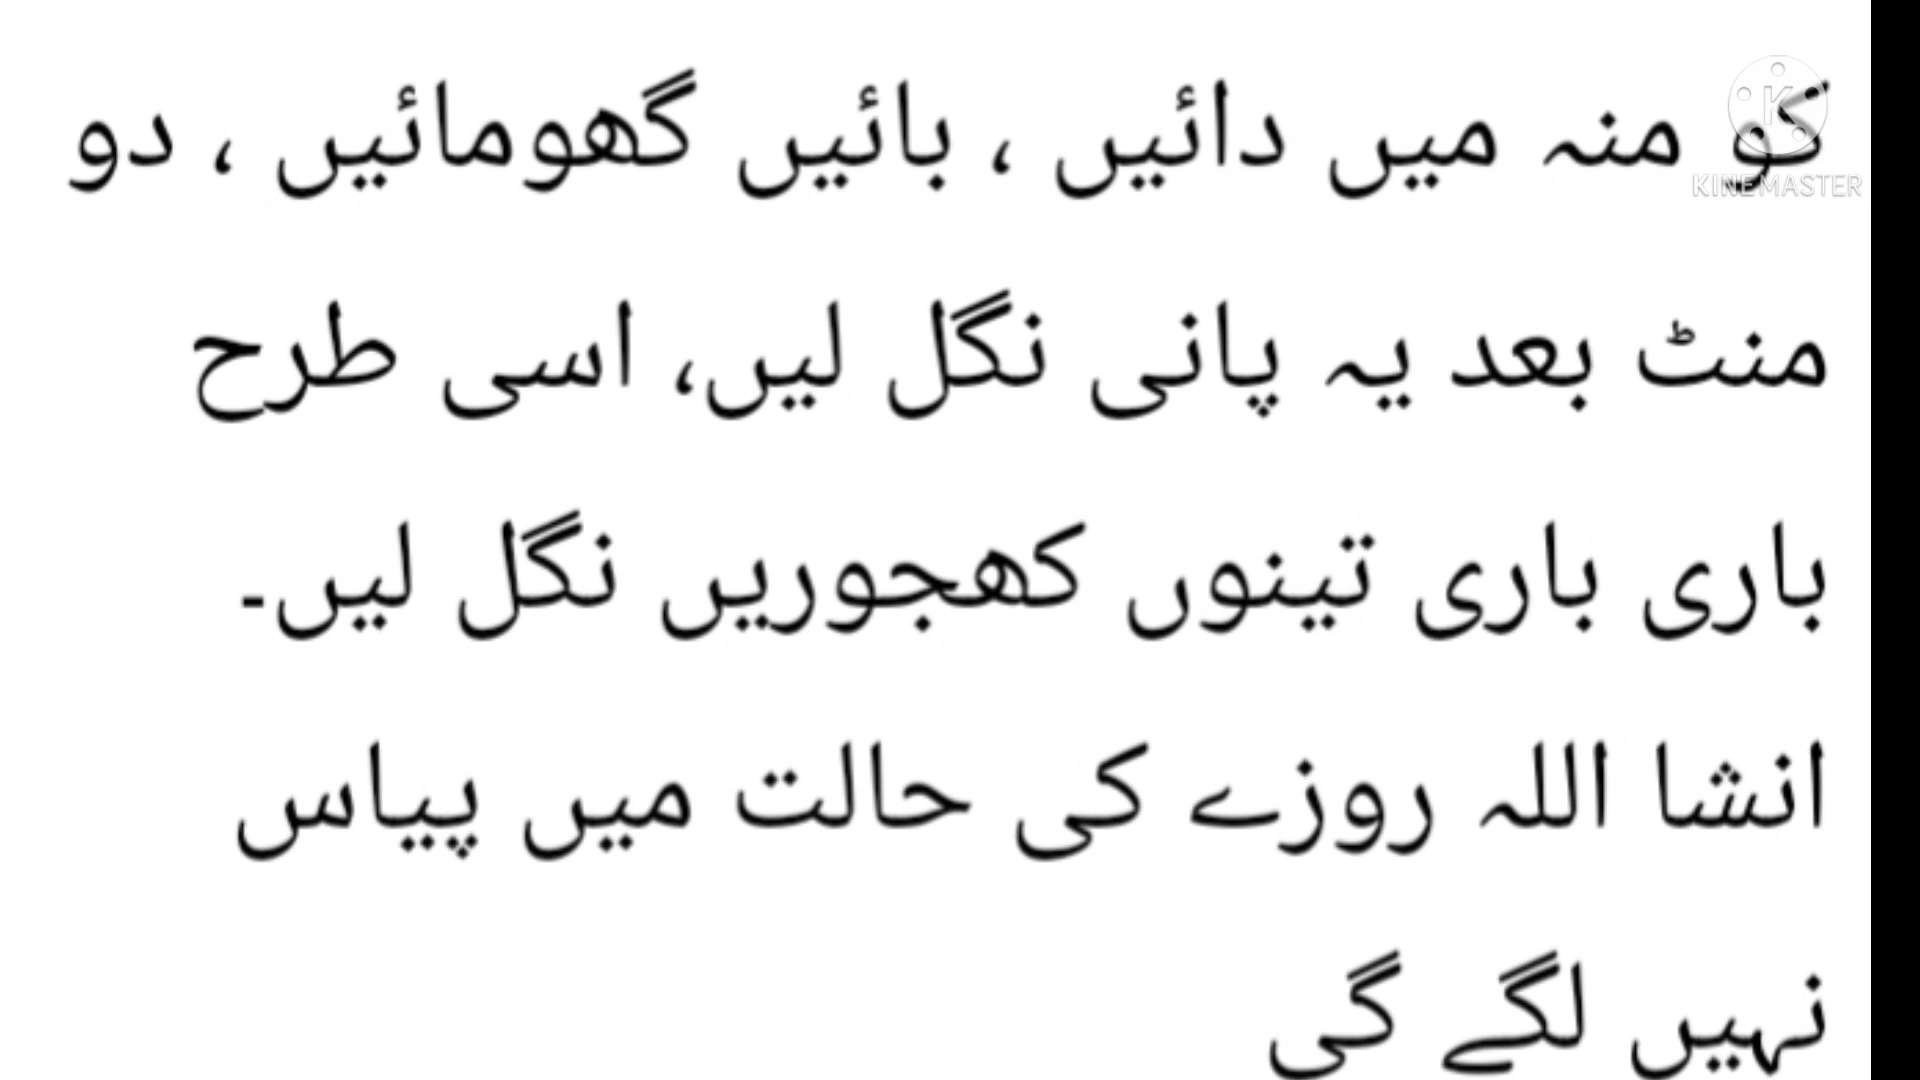 کو منہ میں دائیں ، بائیں گھومائیں ، دو
منٹ بعد یہ پانی نگل لیں، اسی طرح
باری باری تینوں کھجوریں نگل لیں۔
انشا اللہ روزے کی حالت میں پیاس
نہیں لگے گی
K
KINEMASTER